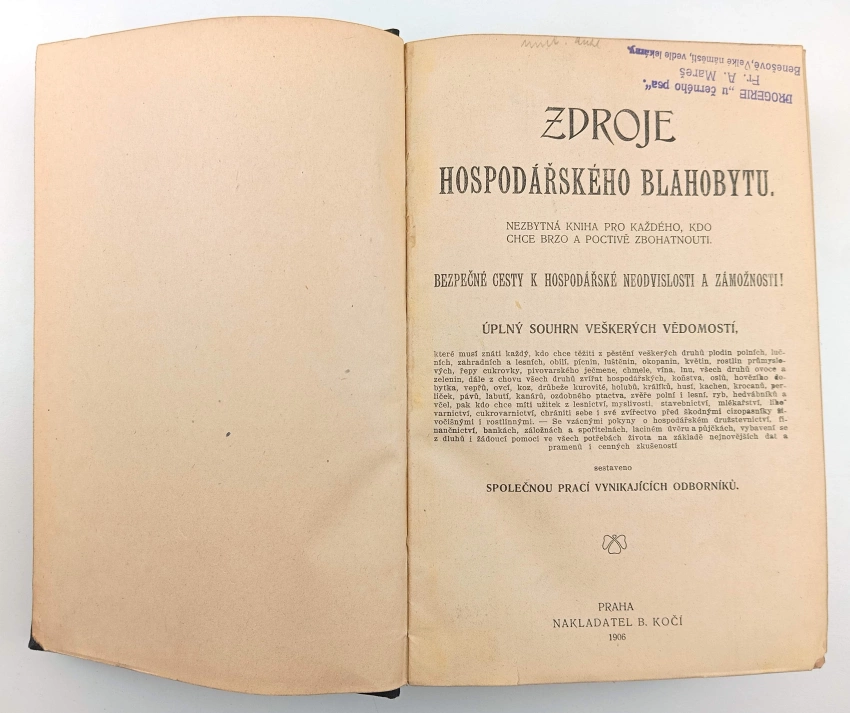 DROGERIE „u černého psa“.
Fr. A. Mareš
Benešově, Velké náměstí, vedle lekárny.
ZDROJE
HOSPODÁŘSKÉHO BLAHOBYTU.
NEZBYTNÁ KNIHA PRO KAŽDÉHO, KDO
CHCE BRZO A POCTIVĚ ZBOHATNOUTI.
BEZPEČNÉ CESTY K HOSPODÁŘSKÉ NEODVISLOSTI A ZÁMOŽNOSTI!
ÚPLNÝ SOUHRN VEŠKERÝCH VĚDOMOSTÍ,
které musí znáti každý, kdo chce těžiti z pěstění veškerých druhů plodin polních, luč-
ních, zahradních a lesních, obilí, pícnin, luštěnin, okopanin, květin, rostlin průmyslo-
vých, řepy cukrovky, pivovarského ječmene, chmele, vína, lnu, všech druhů ovoce a
zelenin, dále z chovu všech druhů zvířat hospodářských, koňstva, oslů, hovězího do-
bytka, vepřů, ovcí, koz, drůbeže kurovité, holubů, králíků, husí, kachen, krocanů, per-
liček, pávů, labutí, kanárů, ozdobného ptactva, zvěře polní i lesní, ryb, hedvábníků a
včel, pak kdo chce míti užitek z lesnictví, myslivosti, stavebnictví, mlékařství, liho-
varnictví, cukrovarnictví, chrániti sebe i své zvířectvo před škodnými cizopasníky ži-
vočišnými i rostlinnými. — Se vzácnými pokyny o hospodářském družstevnictví, fi-
nančnictví, bankách, záložnách a spořitelnách, laciném úvěru a půjčkách, vybavení se
z dluhů i žádoucí pomoci ve všech potřebách života na základě nejnovějších dat a
pramenů i cenných zkušeností
sestaveno
SPOLEČNOU PRACÍ VYNIKAJÍCÍCH ODBORNÍKŮ.
PRAHA
NAKLADATEL B. KOČÍ
1906